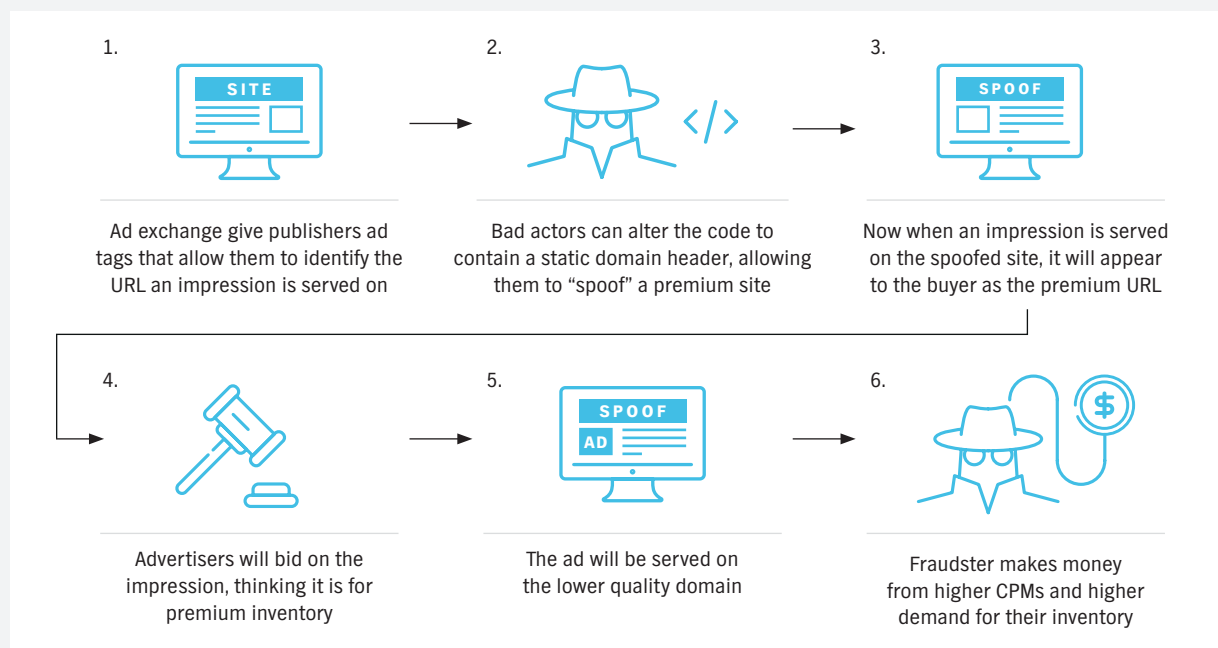 1.
SITE
Ad exchange give publishers ad
tags that allow them to identify the
URL an impression is served on
2.
</>
Bad actors can alter the code to
contain a static domain header, allowing
them to “spoof” a premium site
3.
SPOOF
Now when an impression is served
on the spoofed site, it will appear
to the buyer as the premium URL
4.
Advertisers will bid on the
impression, thinking it is for
premium inventory
5.
SPOOF
AD
The ad will be served on
the lower quality domain
6.
$
Fraudster makes money
from higher CPMs and higher
demand for their inventory